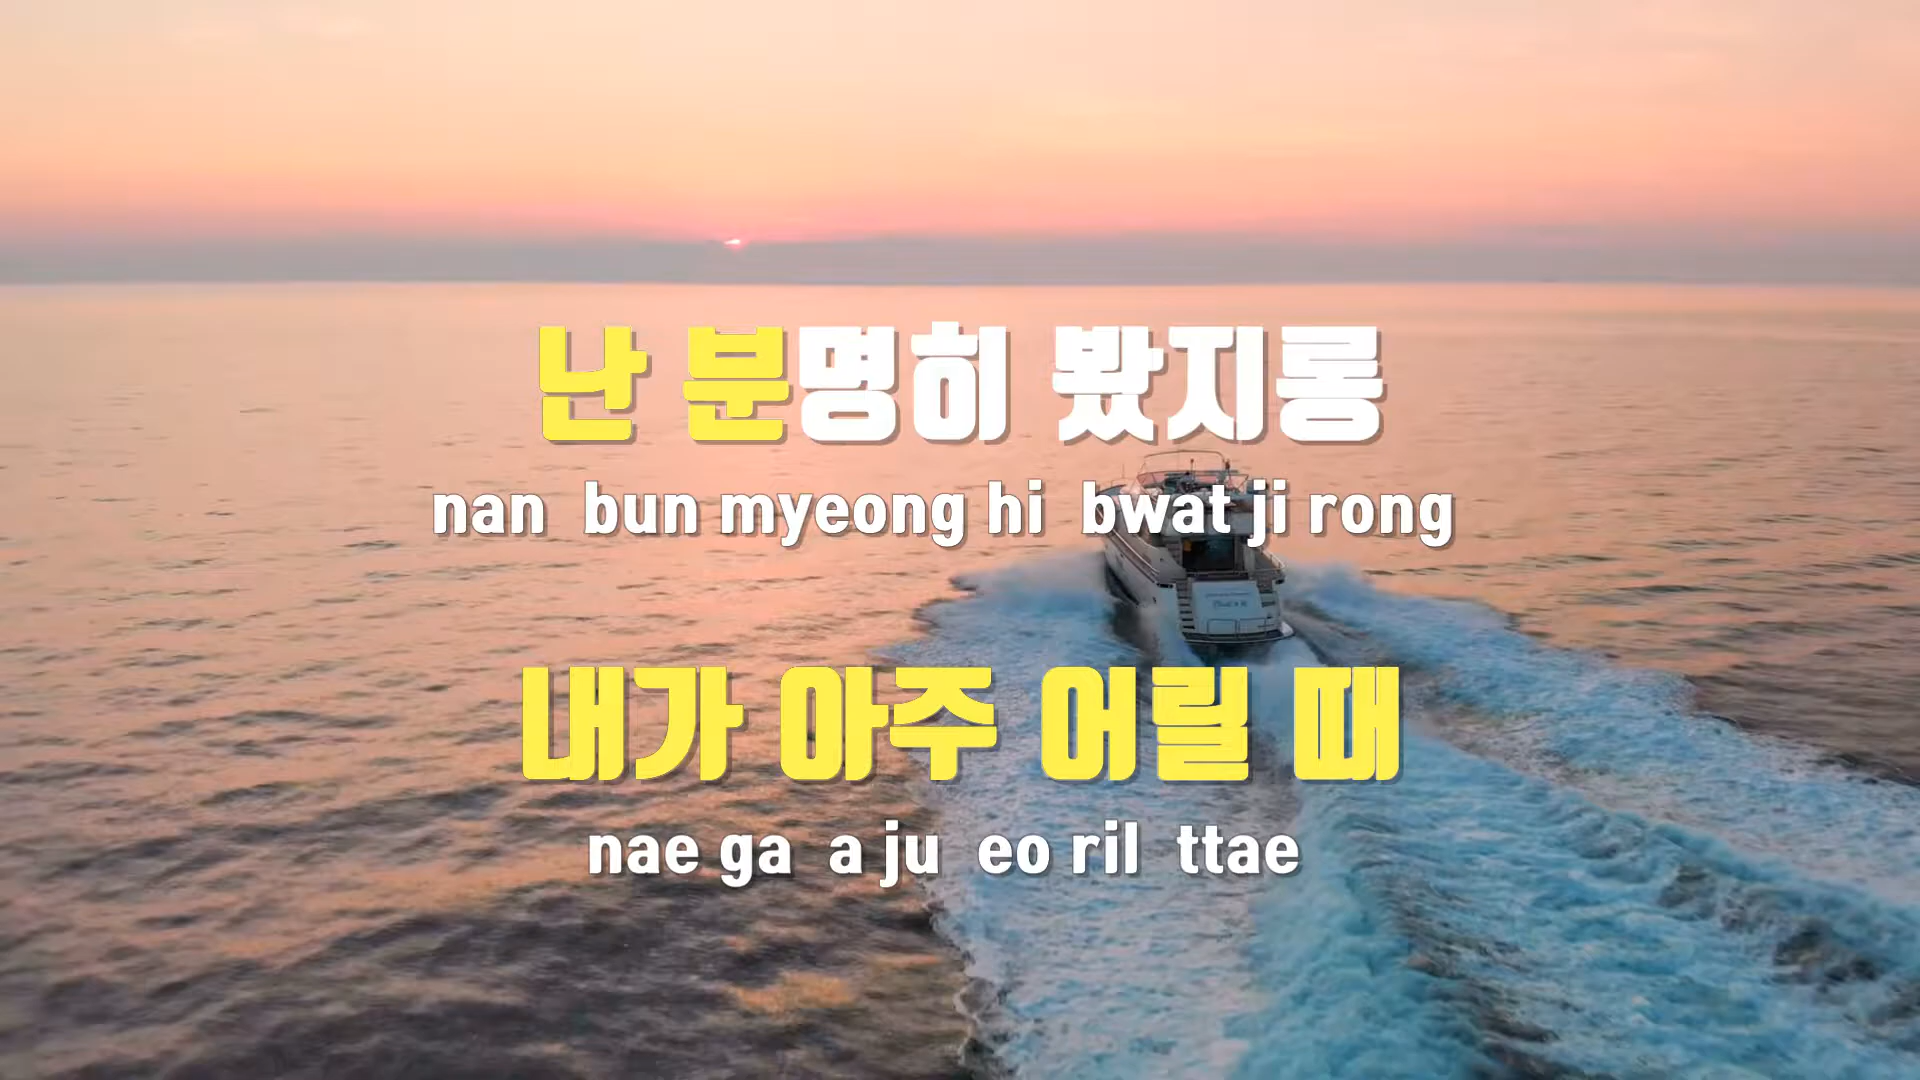 난 분명히 봤지롱
nan bun myeong hi bwat ji rong
내가 아주 어릴 때
nae ga a ju eo ril ttae